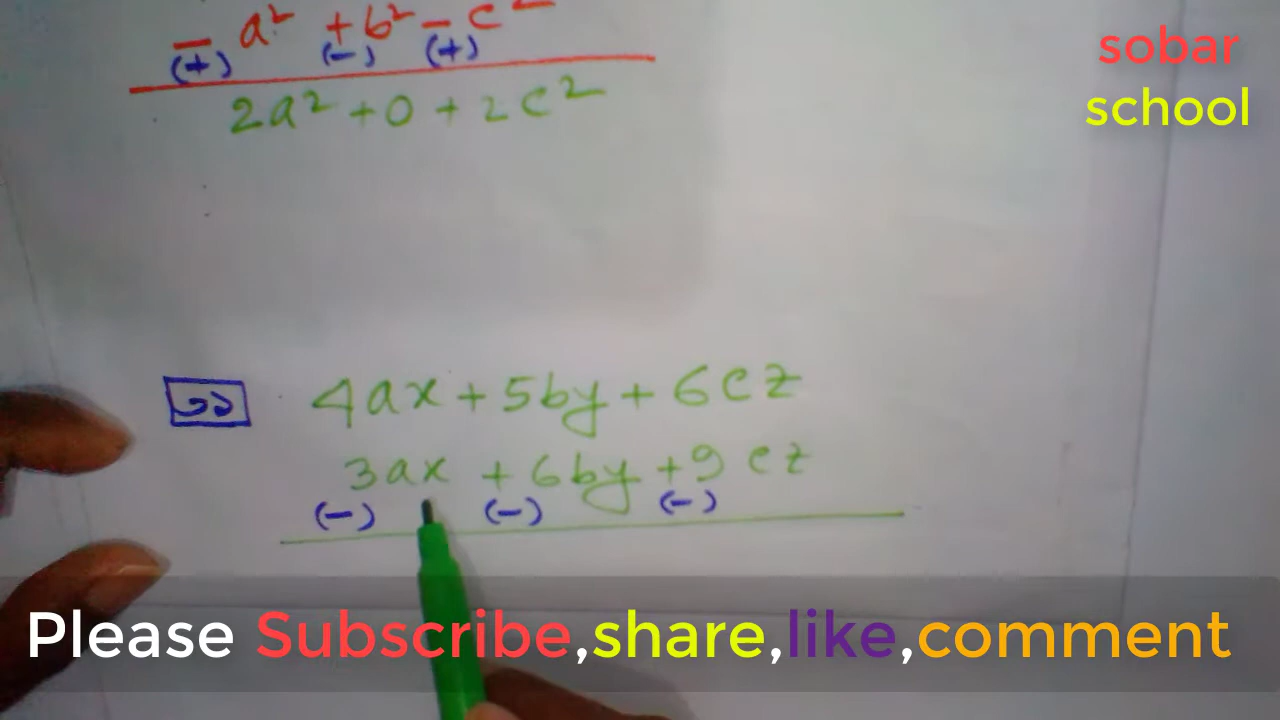 - a² + b² - c²
(+) (-) (+)
2a² + 0 + 2c²
sobar
school
১১ 4ax + 5by + 6cz
3ax + 6by + 9cz
(-) (-) (-)
Please Subscribe,share,like,comment